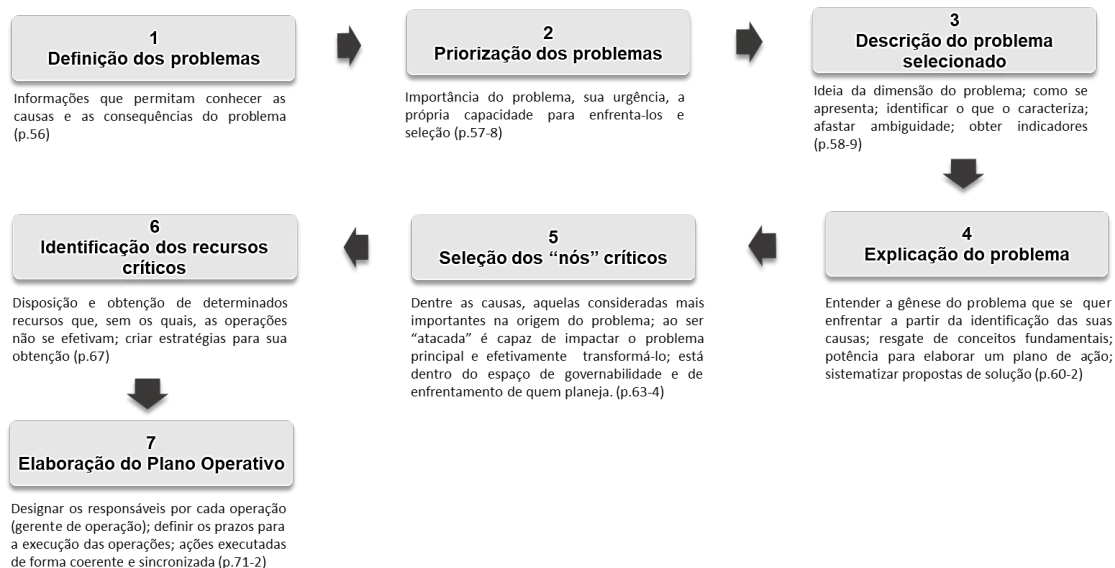 1
Definição dos problemas
Informações que permitam conhecer as
causas e as consequências do problema
(p.56)
2
Priorização dos problemas
Importância do problema, sua urgência, a
própria capacidade para enfrenta-los e
seleção (p.57-8)
3
Descrição do problema
selecionado
Ideia da dimensão do problema; como se
apresenta; identificar o que o caracteriza;
afastar ambiguidade; obter indicadores
(p.58-9)
4
Explicação do problema
Entender a gênese do problema que se quer
enfrentar a partir da identificação das suas
causas; resgate de conceitos fundamentais;
potência para elaborar um plano de ação;
sistematizar propostas de solução (p.60-2)
5
Seleção dos “nós” críticos
Dentre as causas, aquelas consideradas mais
importantes na origem do problema; ao ser
“atacada” é capaz de impactar o problema
principal e efetivamente transformá-lo; está
dentro do espaço de governabilidade e de
enfrentamento de quem planeja. (p.63-4)
6
Identificação dos recursos
críticos
Disposição e obtenção de determinados
recursos que, sem os quais, as operações
não se efetivam; criar estratégias para sua
obtenção (p.67)
7
Elaboração do Plano Operativo
Designar os responsáveis por cada operação
(gerente de operação); definir os prazos para
a execução das operações; ações executadas
de forma coerente e sincronizada (p.71-2)